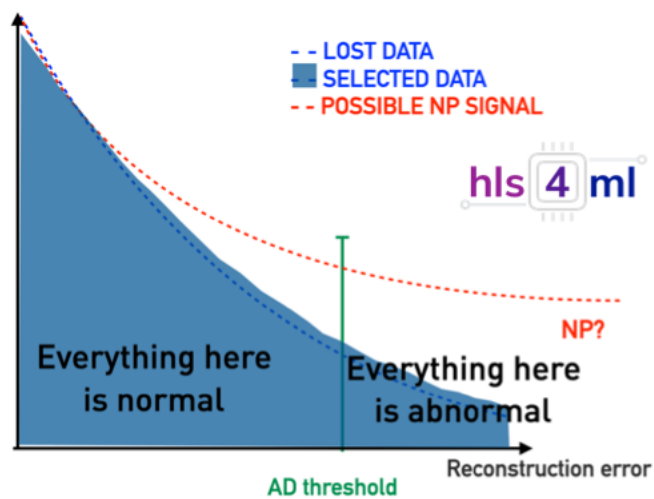 LOST DATA
SELECTED DATA
POSSIBLE NP SIGNAL
hls 4 ml
NP?
Everything here
is normal
Everything here
is abnormal
Reconstruction error
AD threshold